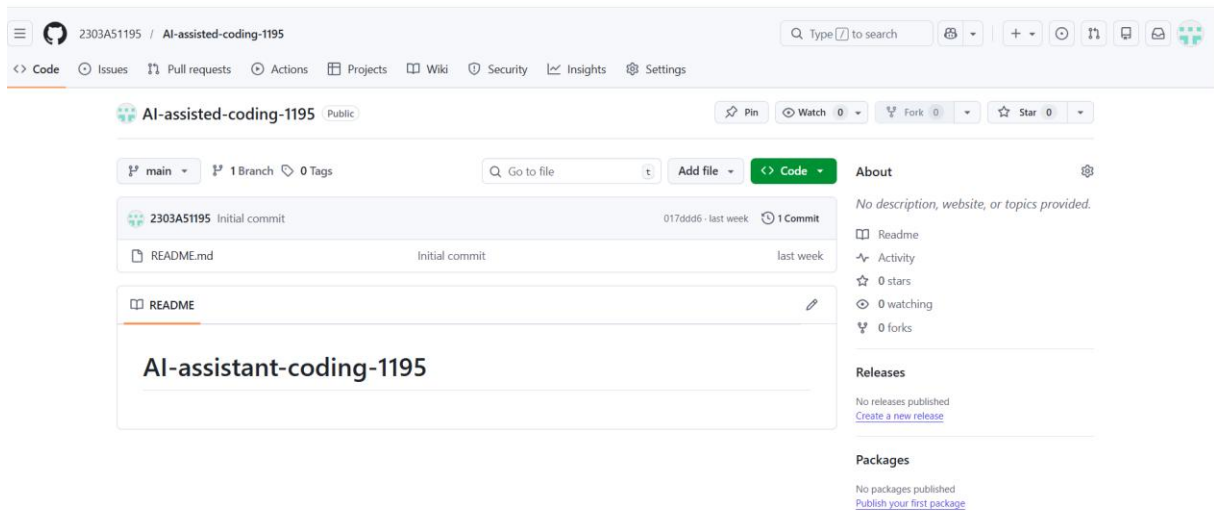 2303A51195 / AI-assisted-coding-1195
Type / to search
Code Issues Pull requests Actions Projects Wiki Security Insights Settings
AI-assisted-coding-1195 Public
Pin Watch 0 Fork 0 Star 0
main 1 Branch 0 Tags
Go to file t
Add file Code
2303A51195 Initial commit 017ddd6 · last week 1 Commit
README.md Initial commit last week
README
AI-assistant-coding-1195
About
No description, website, or topics provided.
Readme
Activity
0 stars
0 watching
0 forks
Releases
No releases published
Create a new release
Packages
No packages published
Publish your first package